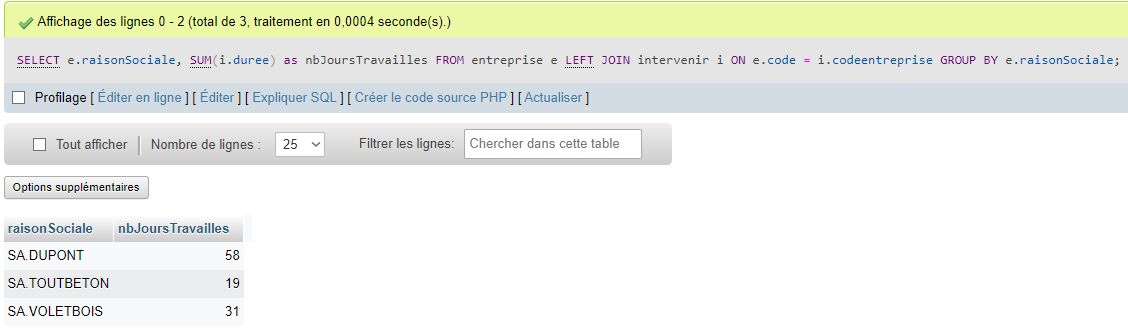 Affichage des lignes 0 - 2 (total de 3, traitement en 0,0004 seconde(s).)
SELECT e.raisonSociale, SUM(i.duree) as nbJoursTravailles FROM entreprise e LEFT JOIN intervenir i ON e.code = i.codeentreprise GROUP BY e.raisonSociale;
Profilage [ Éditer en ligne ] [ Éditer ] [ Expliquer SQL ] [ Créer le code source PHP ] [ Actualiser ]
Tout afficher Nombre de lignes : 25 Filtrer les lignes: Chercher dans cette table
Options supplémentaires
raisonSociale nbJoursTravailles
SA.DUPONT 58
SA.TOUTBETON 19
SA.VOLETBOIS 31